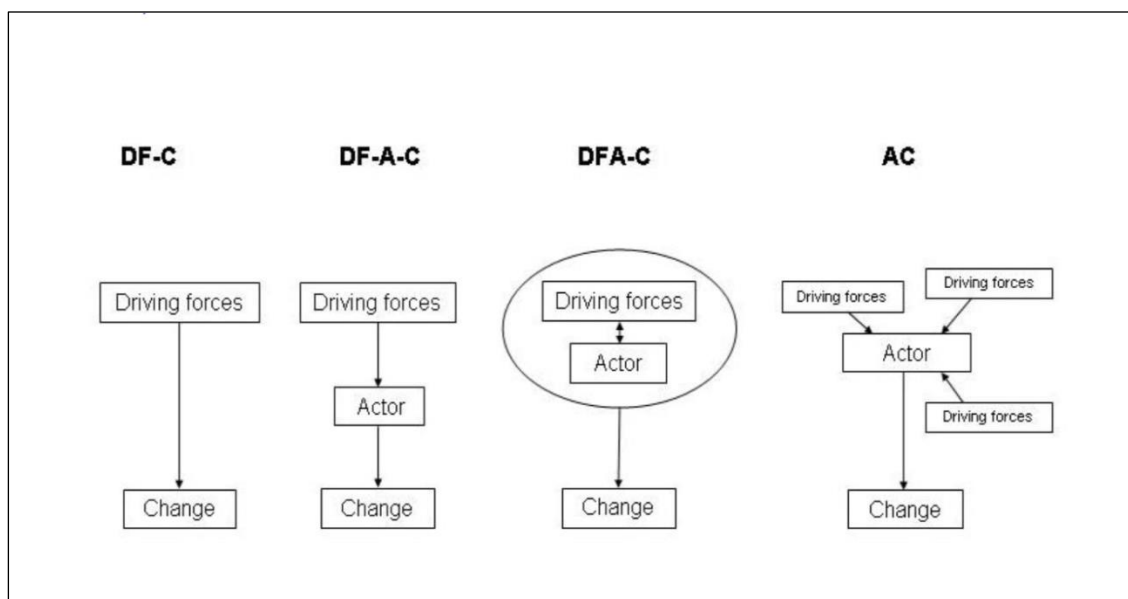 DF-C
DF-A-C
DFA-C
AC
Driving forces
Change
Driving forces
Actor
Change
Driving forces
Actor
Driving forces
Driving forces
Actor
Driving forces
Change